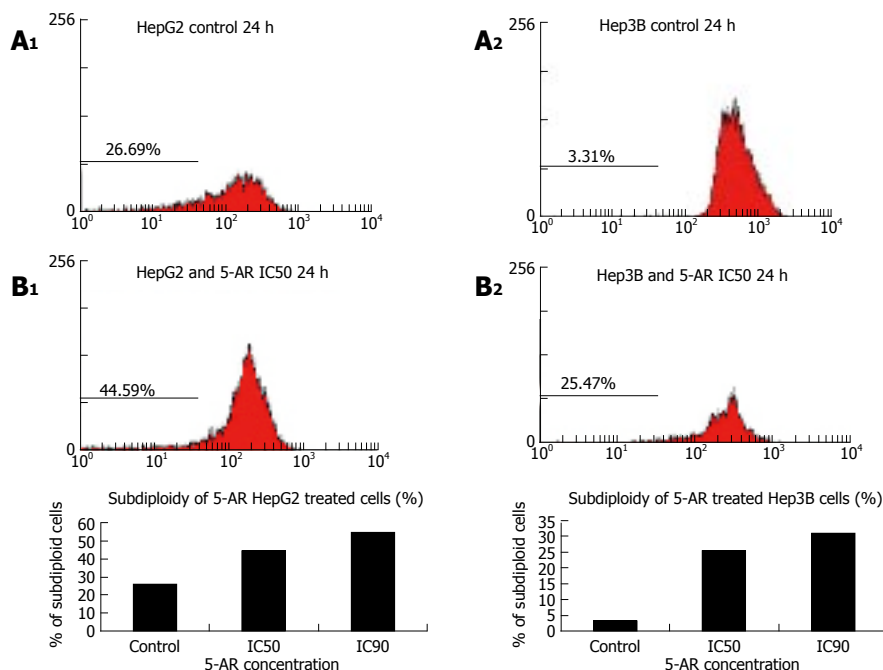 A1
HepG2 control 24 h
256
26.69%
0
10^0 10^1 10^2 10^3 10^4
A2
Hep3B control 24 h
256
3.31%
0
10^0 10^1 10^2 10^3 10^4
B1
HepG2 and 5-AR IC50 24 h
256
44.59%
0
10^0 10^1 10^2 10^3 10^4
B2
Hep3B and 5-AR IC50 24 h
256
25.47%
0
10^0 10^1 10^2 10^3 10^4
Subdiploidy of 5-AR HepG2 treated cells (%)
% of subdiploid cells
60
50
40
30
20
10
0
Control IC50 IC90
5-AR concentration
Subdiploidy of 5-AR treated Hep3B cells (%)
% of subdiploid cells
35
30
25
20
15
10
5
0
Control IC50 IC90
5-AR concentration